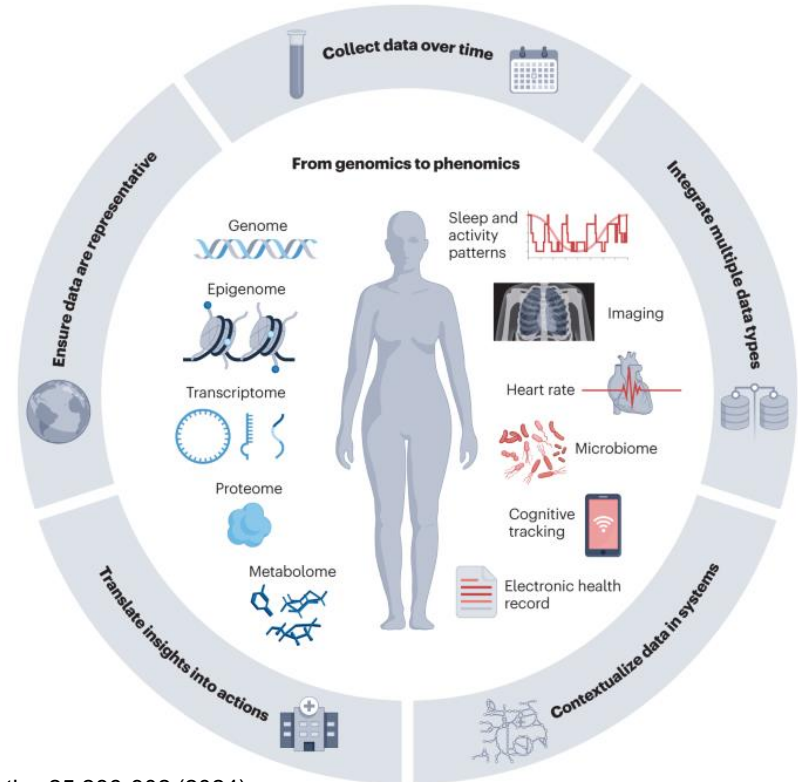 Collect data over time
Integrate multiple data types
Contextualize data in systems
Translate insights into actions
Ensure data are representative
From genomics to phenomics
Genome
Epigenome
Transcriptome
Proteome
Metabolome
Sleep and
activity
patterns
Imaging
Heart rate
Microbiome
Cognitive
tracking
Electronic health
record